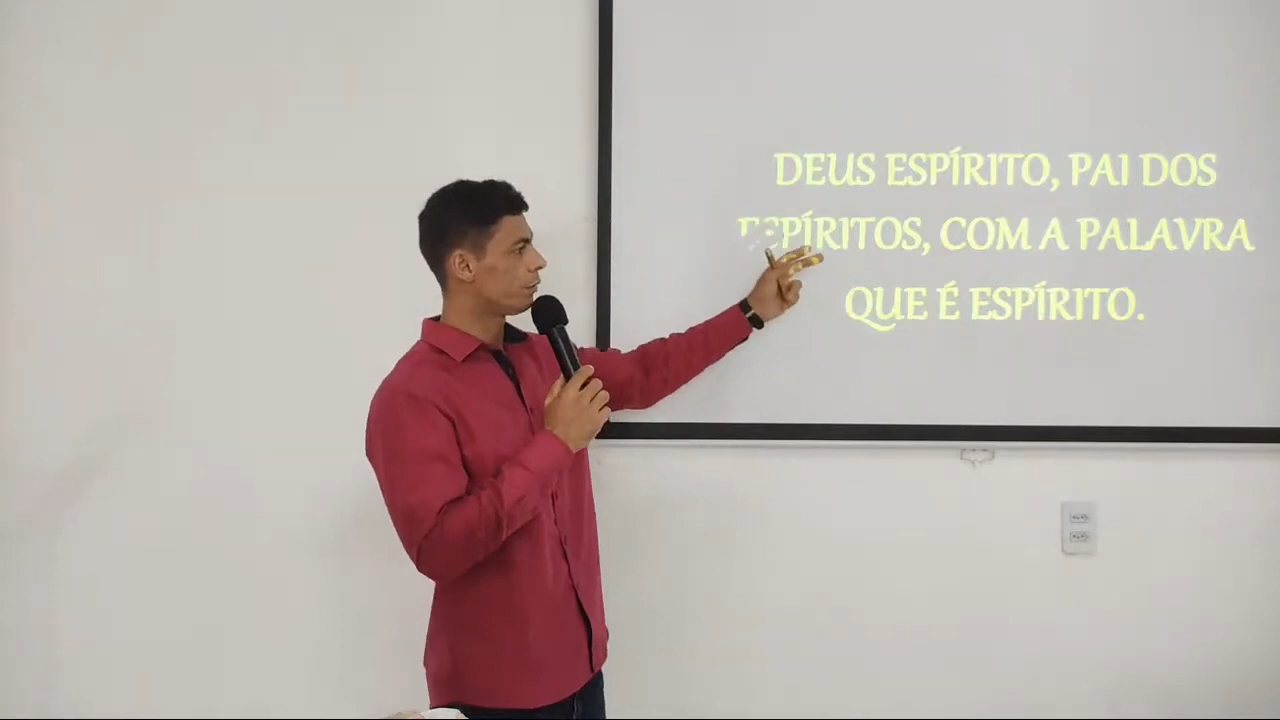 DEUS ESPÍRITO, PAI DOS
ESPÍRITOS, COM A PALAVRA
QUE É ESPÍRITO.